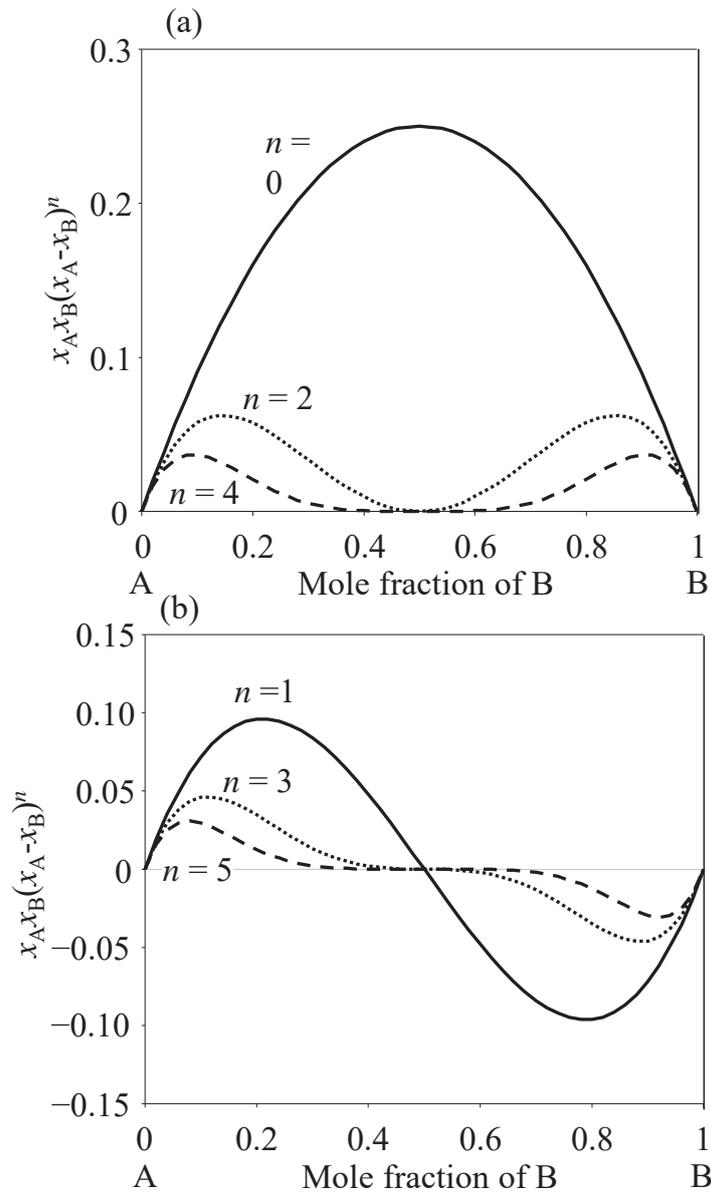 (a)
0.3
n =
0
0.2
x_A x_B(x_A-x_B)^n
0.1
n = 2
n = 4
0
0 0.2 0.4 0.6 0.8 1
A Mole fraction of B B
(b)
0.15
n =1
0.10
n = 3
0.05
x_A x_B(x_A-x_B)^n
0
n = 5
−0.05
−0.10
−0.15
0 0.2 0.4 0.6 0.8 1
A Mole fraction of B B